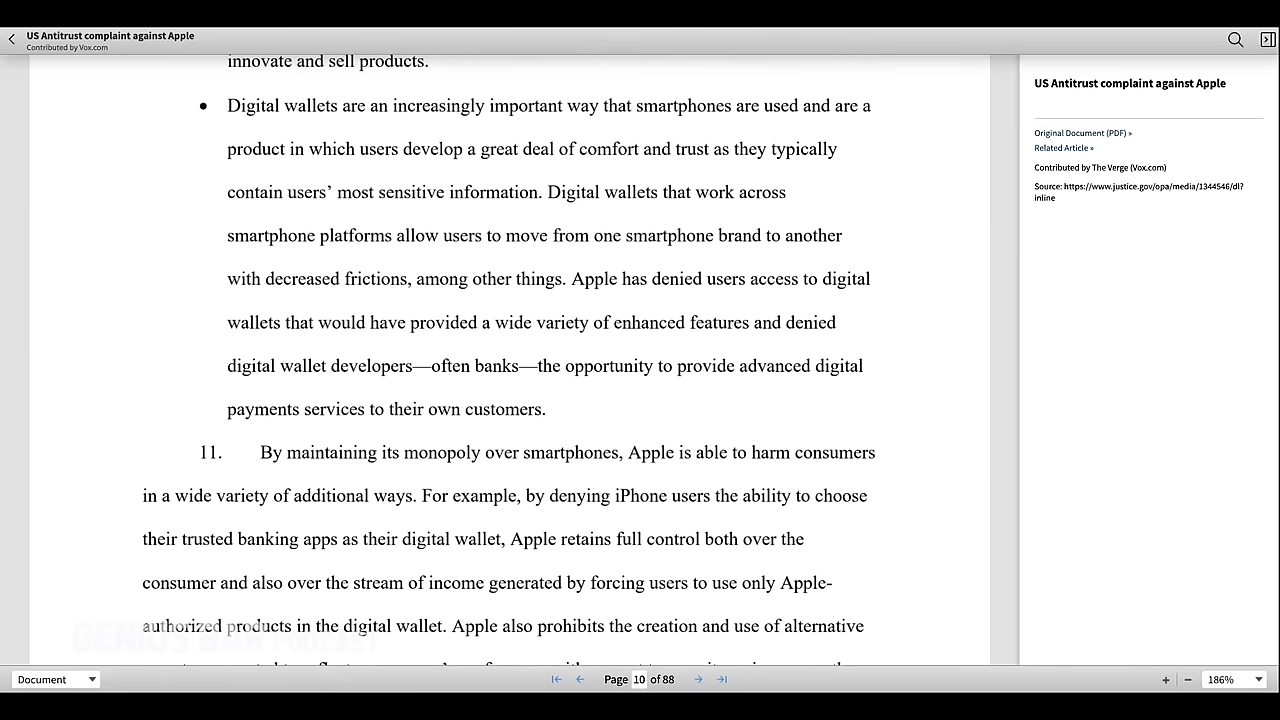 US Antitrust complaint against Apple
Contributed by Vox.com
innovate and sell products.
• Digital wallets are an increasingly important way that smartphones are used and are a
product in which users develop a great deal of comfort and trust as they typically
contain users’ most sensitive information. Digital wallets that work across
smartphone platforms allow users to move from one smartphone brand to another
with decreased frictions, among other things. Apple has denied users access to digital
wallets that would have provided a wide variety of enhanced features and denied
digital wallet developers—often banks—the opportunity to provide advanced digital
payments services to their own customers.
11. By maintaining its monopoly over smartphones, Apple is able to harm consumers
in a wide variety of additional ways. For example, by denying iPhone users the ability to choose
their trusted banking apps as their digital wallet, Apple retains full control both over the
consumer and also over the stream of income generated by forcing users to use only Apple-
authorized products in the digital wallet. Apple also prohibits the creation and use of alternative
GENIUS BAR PODCAST
US Antitrust complaint against Apple
Original Document (PDF) »
Related Article »
Contributed by The Verge (Vox.com)
Source: https://www.justice.gov/opa/media/1344546/dl?
inline
Document
Page 10 of 88
+ − 186%